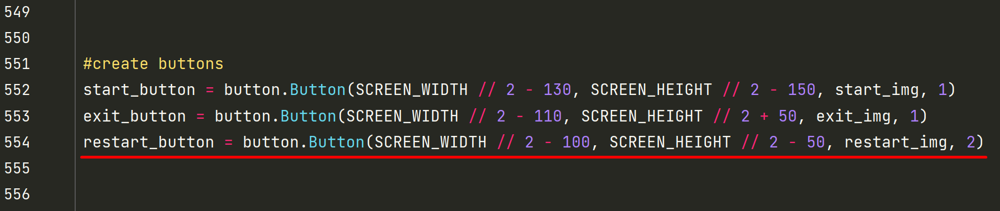 549
550
551 #create buttons
552 start_button = button.Button(SCREEN_WIDTH // 2 - 130, SCREEN_HEIGHT // 2 - 150, start_img, 1)
553 exit_button = button.Button(SCREEN_WIDTH // 2 - 110, SCREEN_HEIGHT // 2 + 50, exit_img, 1)
554 restart_button = button.Button(SCREEN_WIDTH // 2 - 100, SCREEN_HEIGHT // 2 - 50, restart_img, 2)
555
556